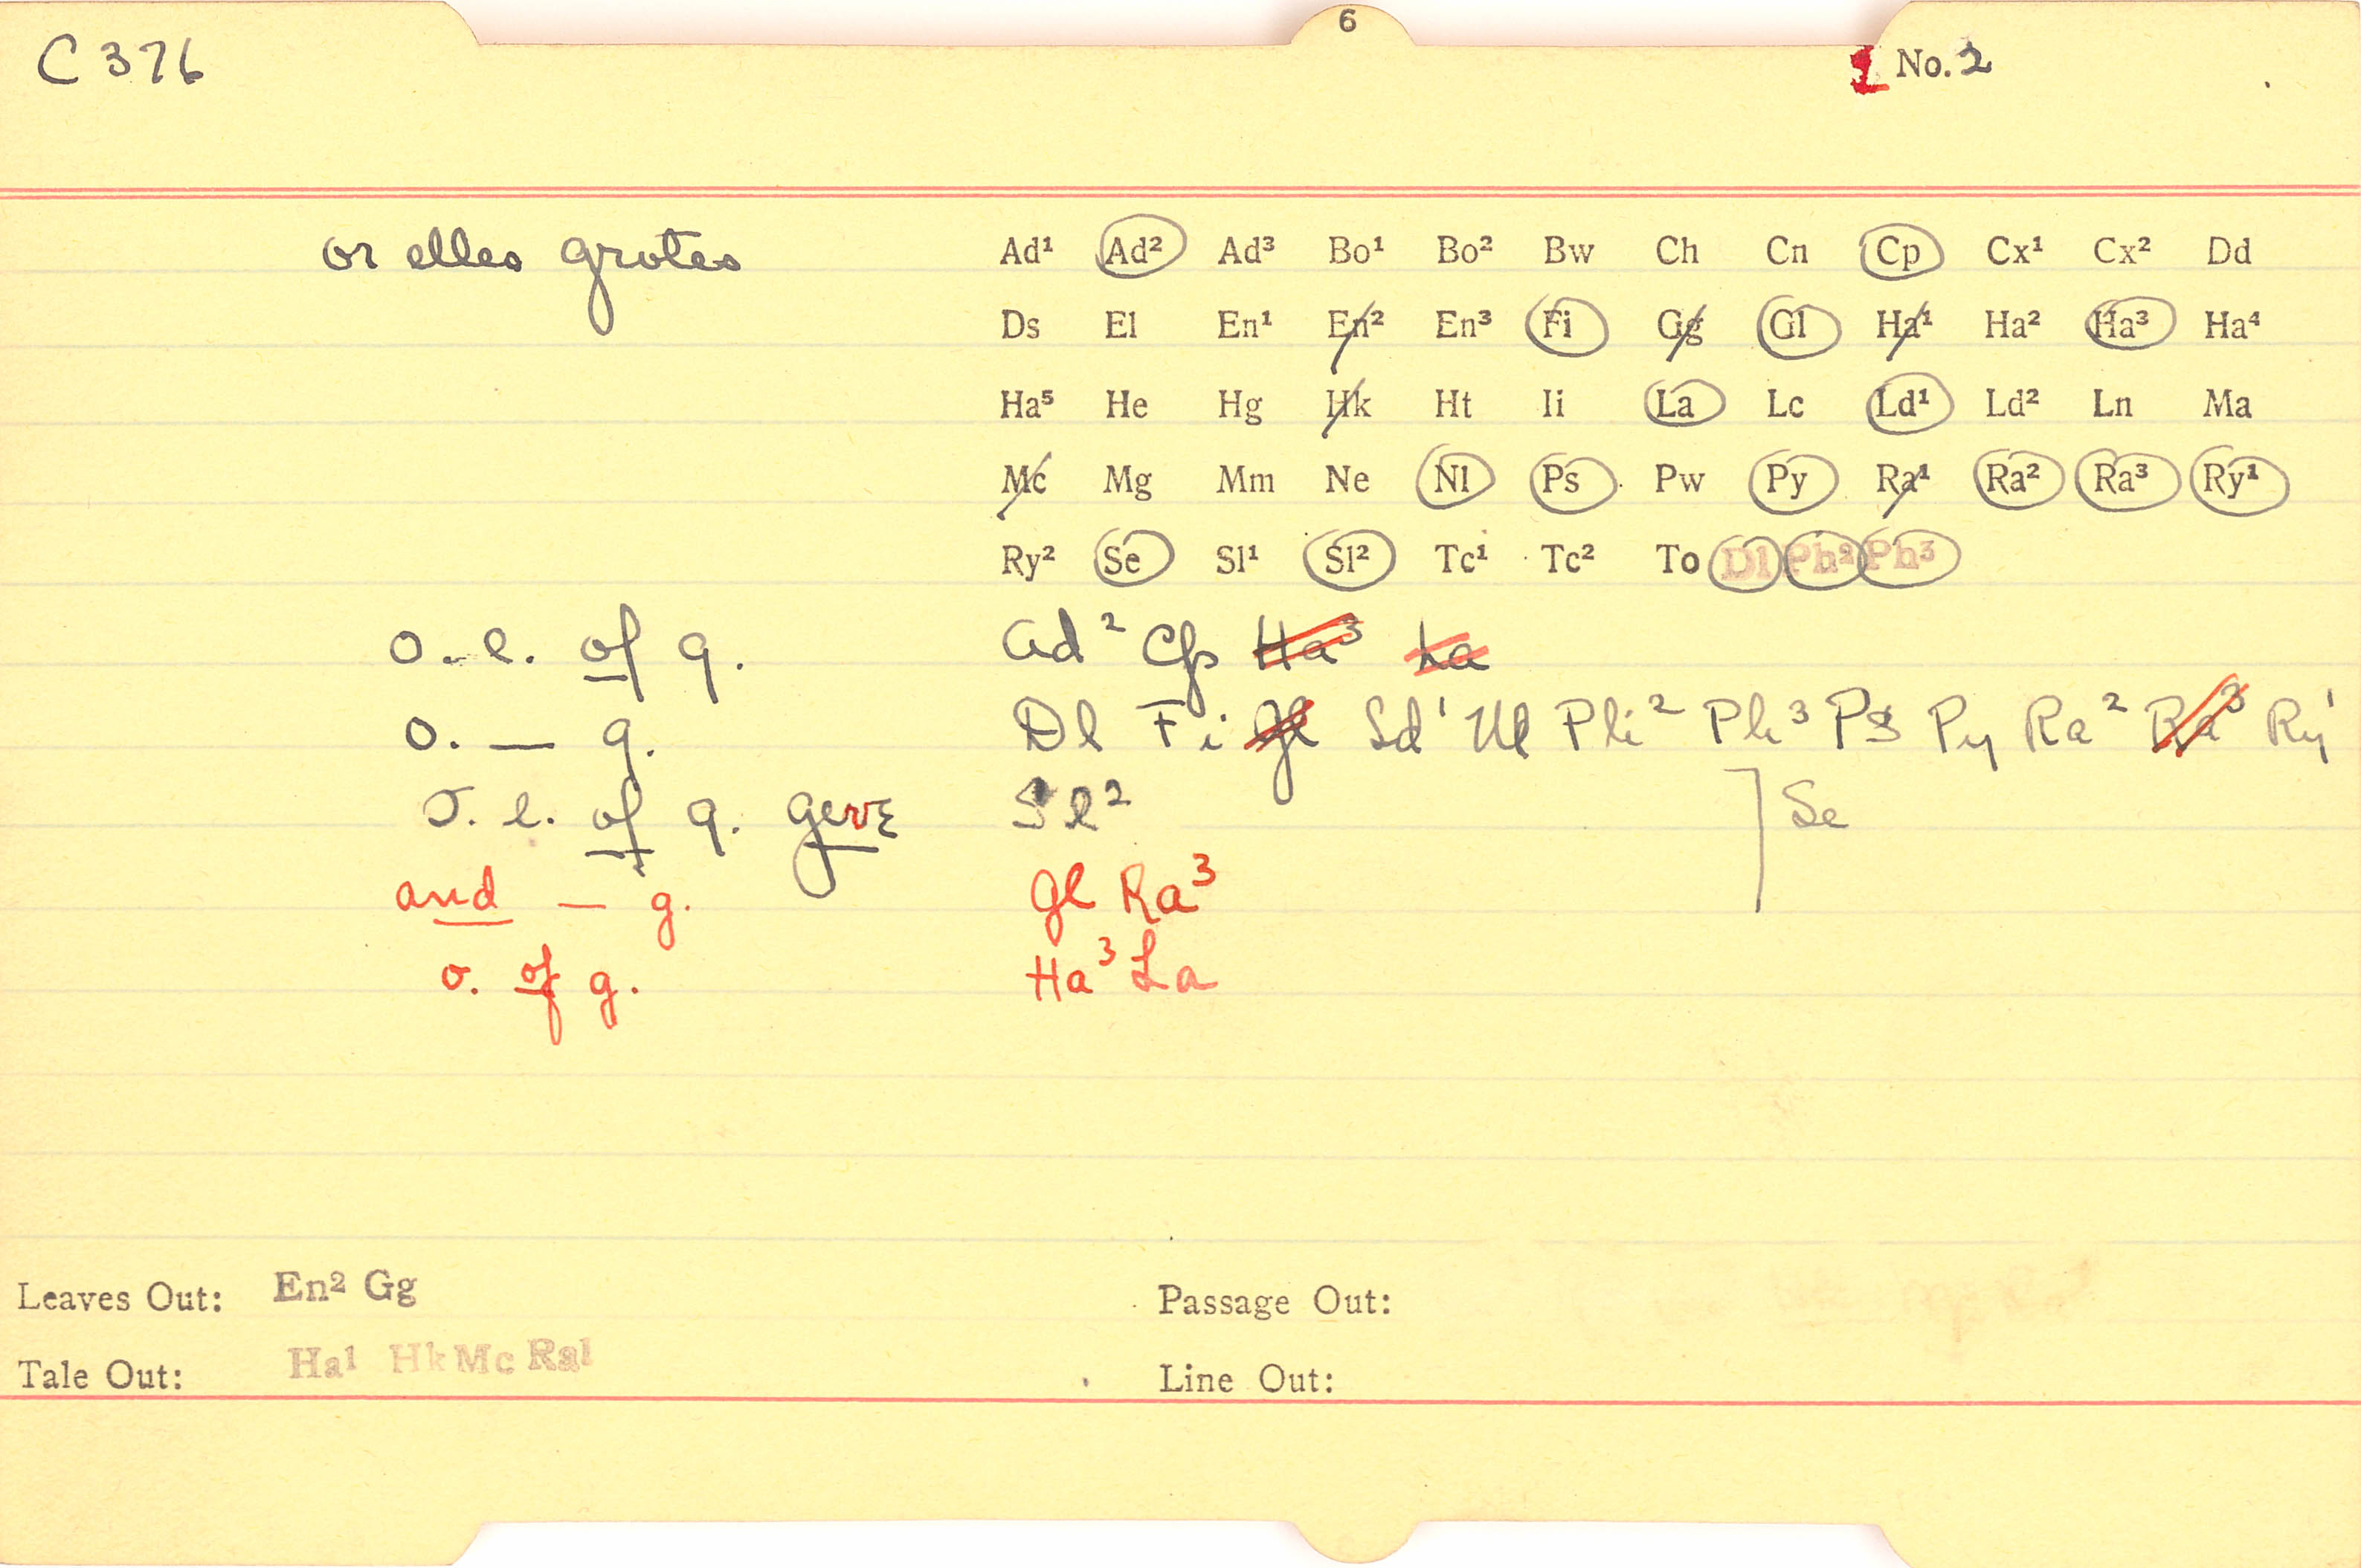 6
C 376
1 No. 2
or elles grotes
Ad¹ Ad² Ad³ Bo¹ Bo² Bw Ch Cn Cp Cx¹ Cx² Dd
Ds El En¹ En² En³ Fi Gg Gl Ha¹ Ha² Ha³ Ha⁴
Ha⁵ He Hg Hk Ht Ii La Lc Ld¹ Ld² Ln Ma
Mc Mg Mm Ne Nl Ps Pw Py Ra¹ Ra² Ra³ Ry¹
Ry² Se Sl¹ Sl² Tc¹ Tc² To Dl Ph² Ph³
o. e. of g. Ad² Cp Ha³ La
o. — g. Dl Fi Gl Ld¹ Nl Ph² Ph³ Ps Py Ra² Ra³ Ry¹
o. e. of g. geve Sl² ] Se
and — g. Gl Ra³
o. of g. Ha³ La
Leaves Out: En² Gg
Passage Out:
Tale Out: Ha¹ Hk Mc Ra¹
Line Out: